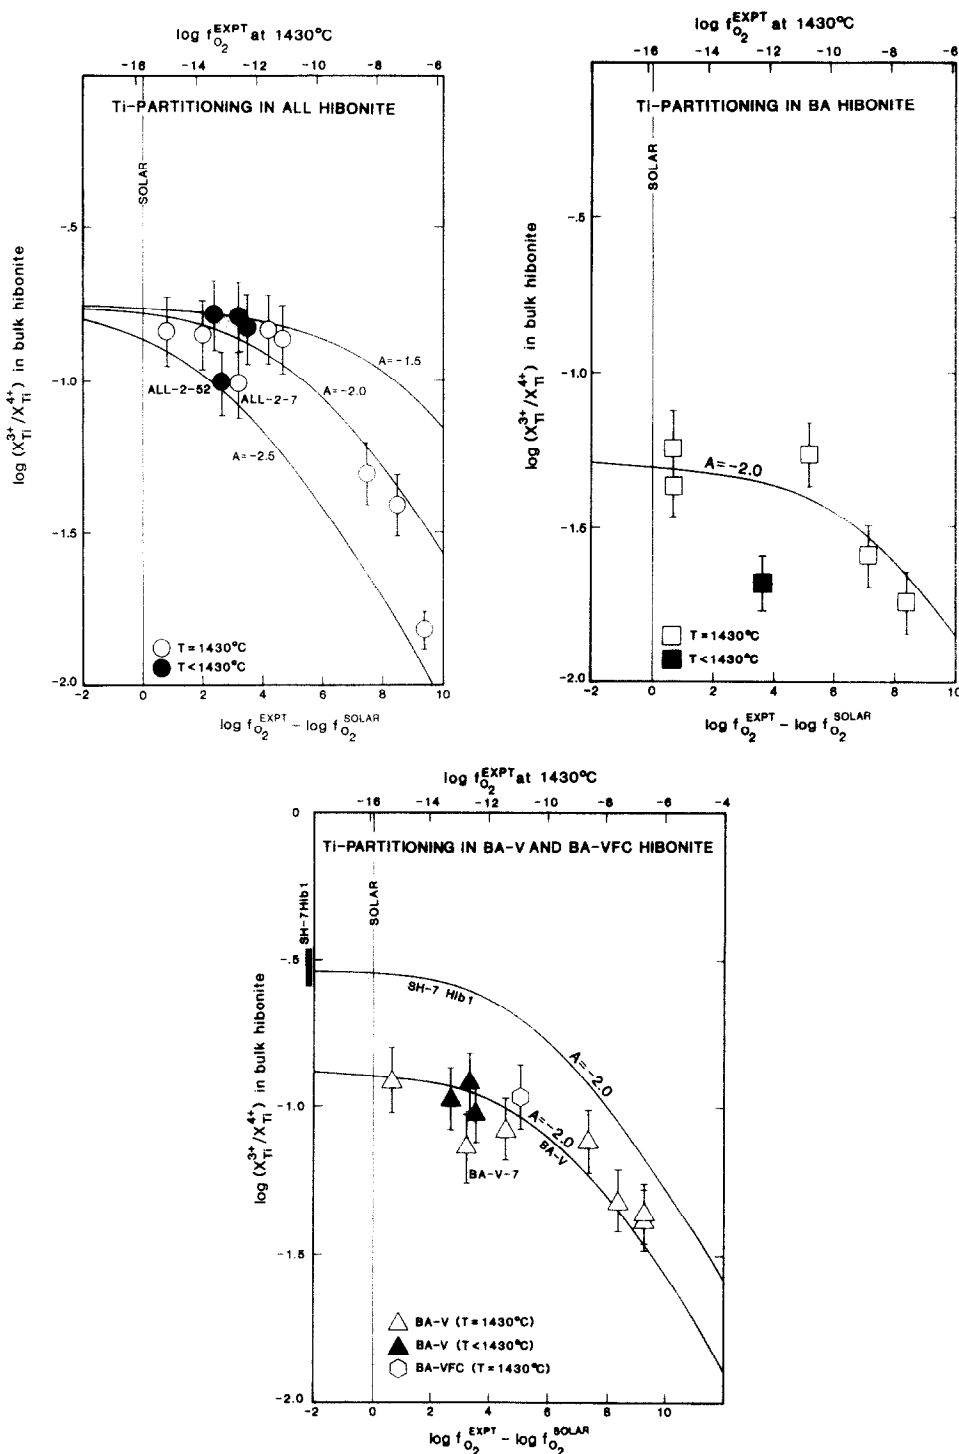 log f_O2^EXPT at 1430°C
-16 -14 -12 -10 -8 -6
Ti-PARTITIONING IN ALL HIBONITE
SOLAR
log (X_Ti^3+/X_Ti^4+) in bulk hibonite
-.5
-1.0
-1.5
-2.0
A=-1.5
A=-2.0
A=-2.5
ALL-2-52
ALL-2-7
T=1430°C
T<1430°C
-2 0 2 4 6 8 10
log f_O2^EXPT - log f_O2^SOLAR
log f_O2^EXPT at 1430°C
-16 -14 -12 -10 -8 -6
Ti-PARTITIONING IN BA HIBONITE
SOLAR
log (X_Ti^3+/X_Ti^4+) in bulk hibonite
-.5
-1.0
-1.5
-2.0
A=-2.0
T=1430°C
T<1430°C
-2 0 2 4 6 8 10
log f_O2^EXPT - log f_O2^SOLAR
log f_O2^EXPT at 1430°C
-16 -14 -12 -10 -8 -6 -4
Ti-PARTITIONING IN BA-V AND BA-VFC HIBONITE
SOLAR
SH-7Hib1
log (X_Ti^3+/X_Ti^4+) in bulk hibonite
0
-.5
-1.0
-1.5
-2.0
SH-7 Hib1
A=-2.0
A=-2.0
BA-V
BA-V-7
BA-V (T=1430°C)
BA-V (T<1430°C)
BA-VFC (T=1430°C)
-2 0 2 4 6 8 10
log f_O2^EXPT - log f_O2^SOLAR